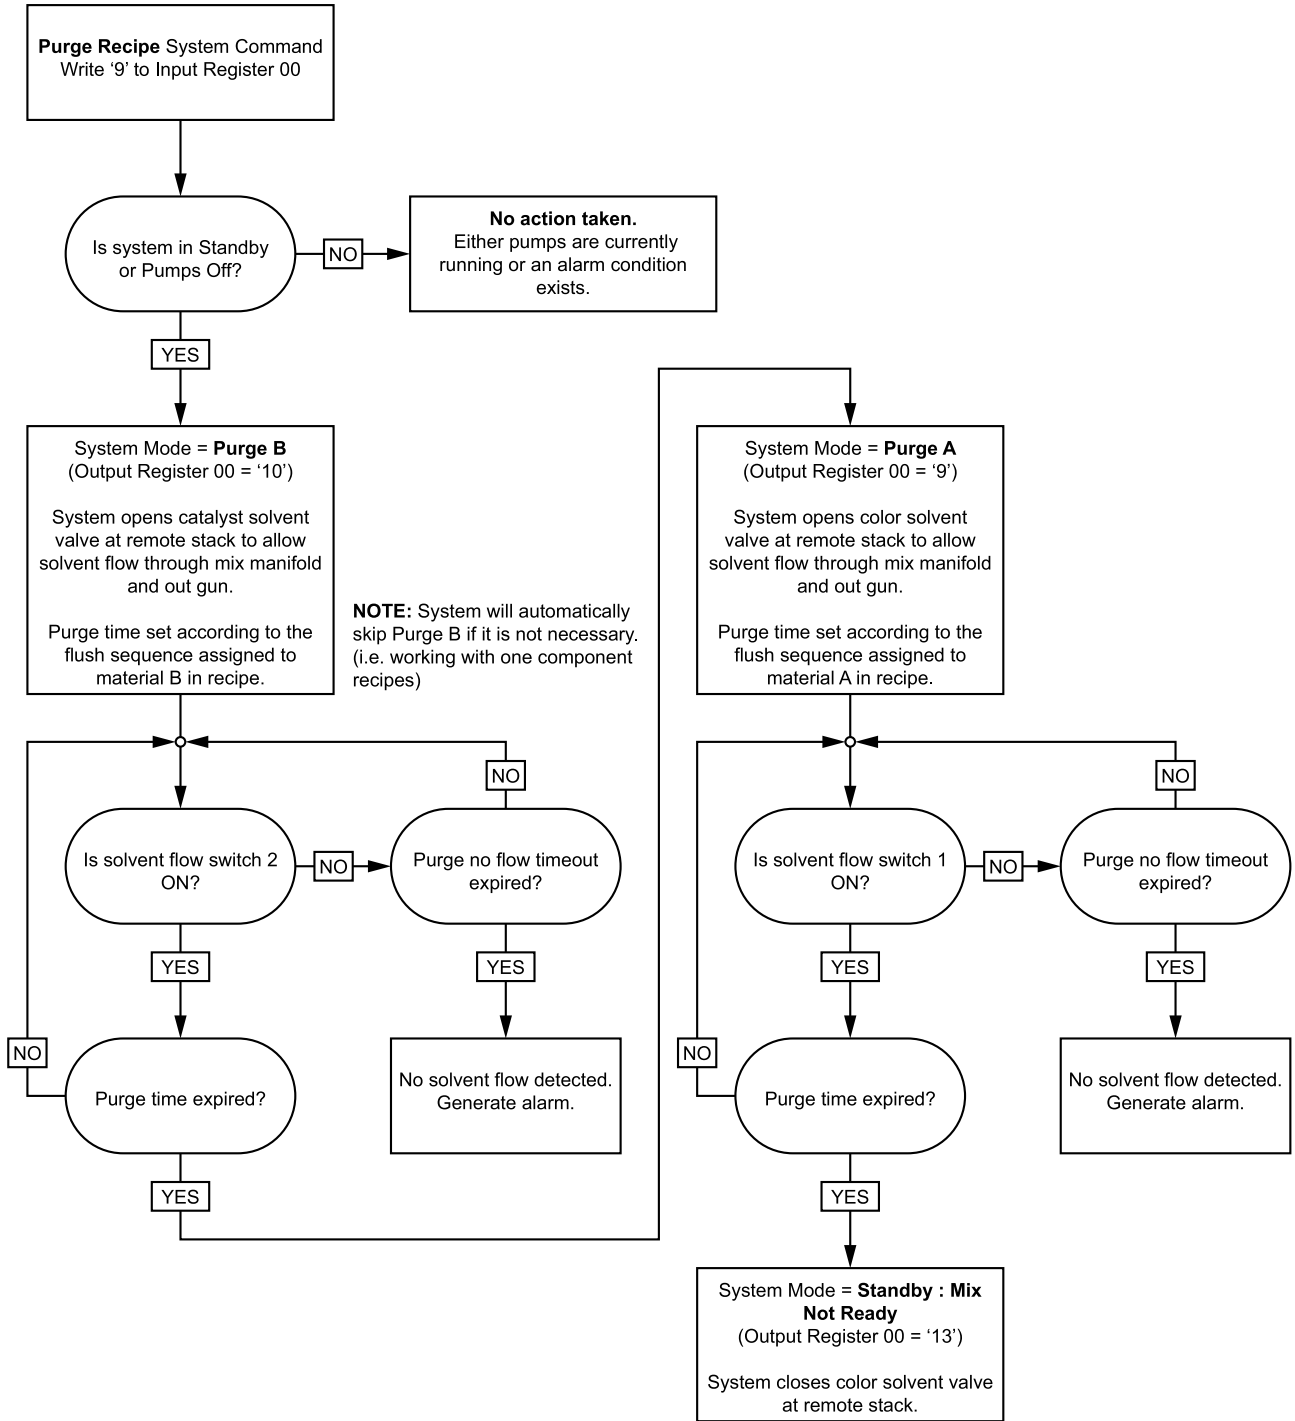 Purge Recipe System Command
Write ‘9’ to Input Register 00
Is system in Standby
or Pumps Off?
NO
No action taken.
Either pumps are currently
running or an alarm condition
exists.
YES
System Mode = Purge B
(Output Register 00 = ‘10’)
System opens catalyst solvent
valve at remote stack to allow
solvent flow through mix manifold
and out gun.
Purge time set according to the
flush sequence assigned to
material B in recipe.
NOTE: System will automatically
skip Purge B if it is not necessary.
(i.e. working with one component
recipes)
NO
Is solvent flow switch 2
ON?
NO
Purge no flow timeout
expired?
YES
YES
NO
Purge time expired?
No solvent flow detected.
Generate alarm.
YES
System Mode = Purge A
(Output Register 00 = ‘9’)
System opens color solvent
valve at remote stack to allow
solvent flow through mix manifold
and out gun.
Purge time set according to the
flush sequence assigned to
material A in recipe.
NO
Is solvent flow switch 1
ON?
NO
Purge no flow timeout
expired?
YES
YES
NO
Purge time expired?
No solvent flow detected.
Generate alarm.
YES
System Mode = Standby : Mix
Not Ready
(Output Register 00 = ‘13’)
System closes color solvent valve
at remote stack.